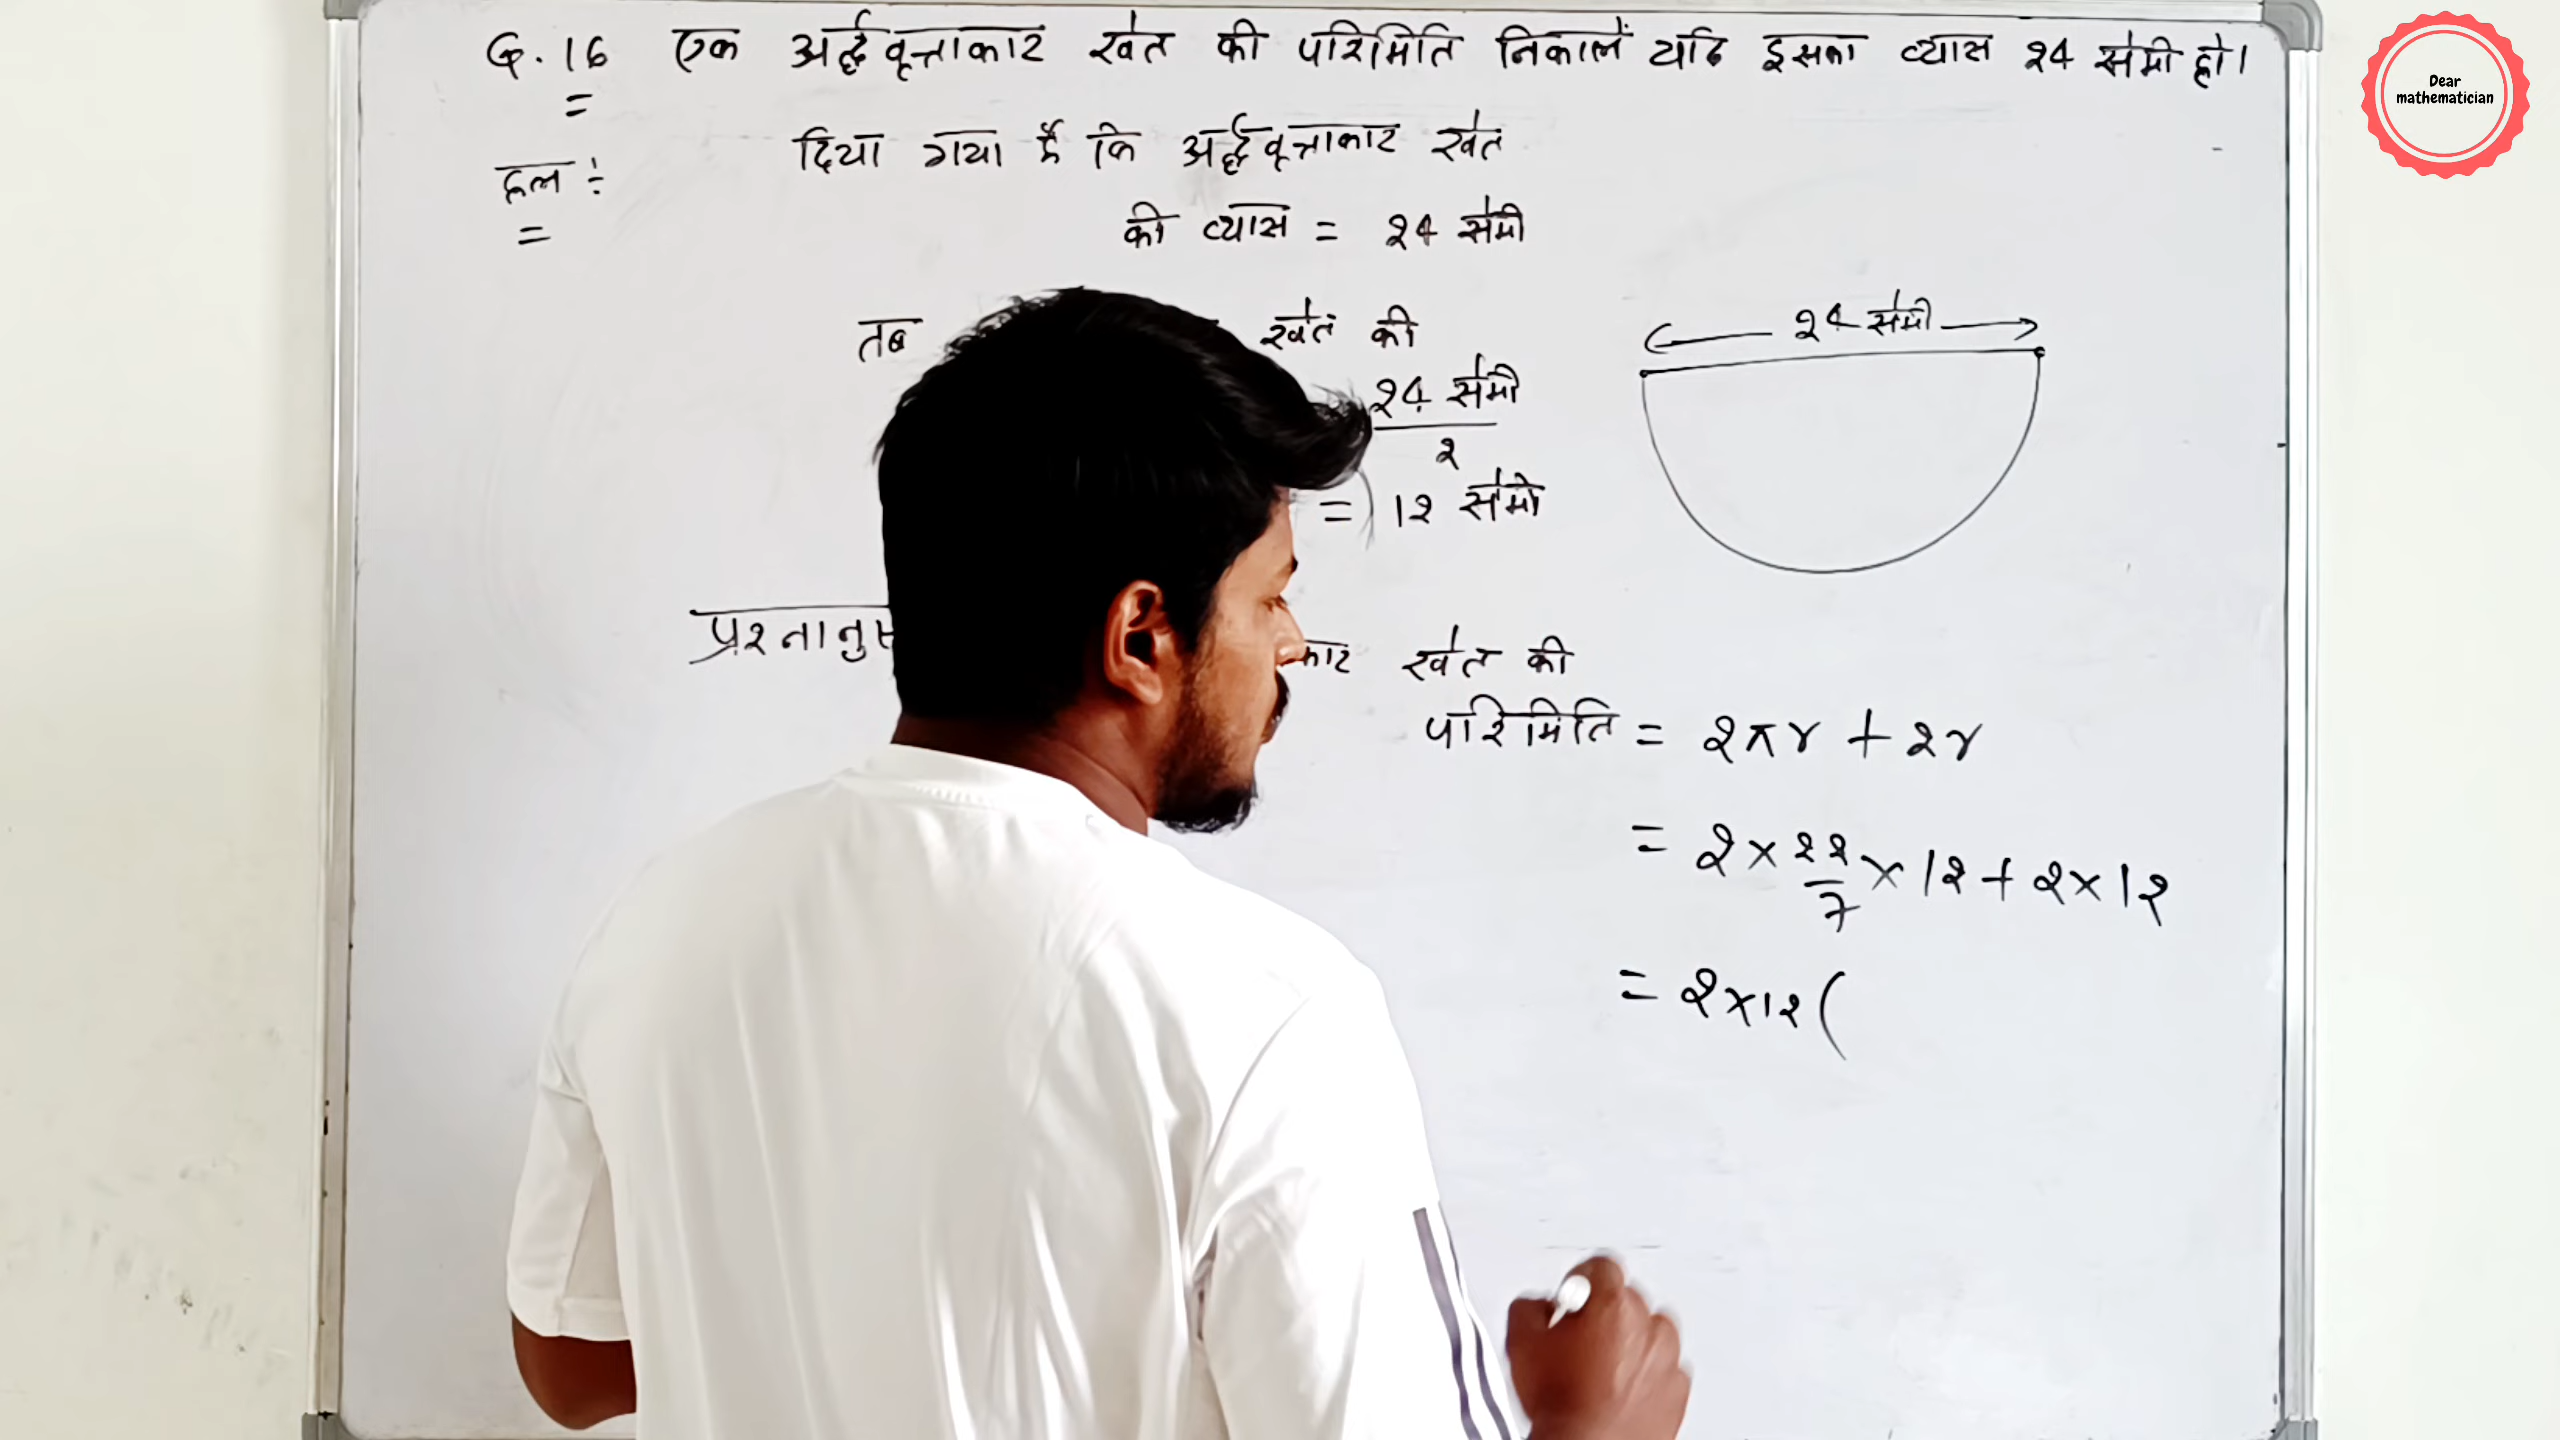 Q. 16 एक अर्द्धवृत्ताकार खेत की परिमिति निकालें यदि इसका व्यास 24 सेमी हो।
Dear
mathematician
हल ÷
दिया गया है कि अर्द्धवृत्ताकार खेत
की व्यास = 24 सेमी
तब खेत की
24 सेमी
24 सेमी
2
= 12 सेमी
खेत की
परिमिति = 2πr + 2r
= 2 × 22/7 × 12 + 2 × 12
= 2 × 12 (